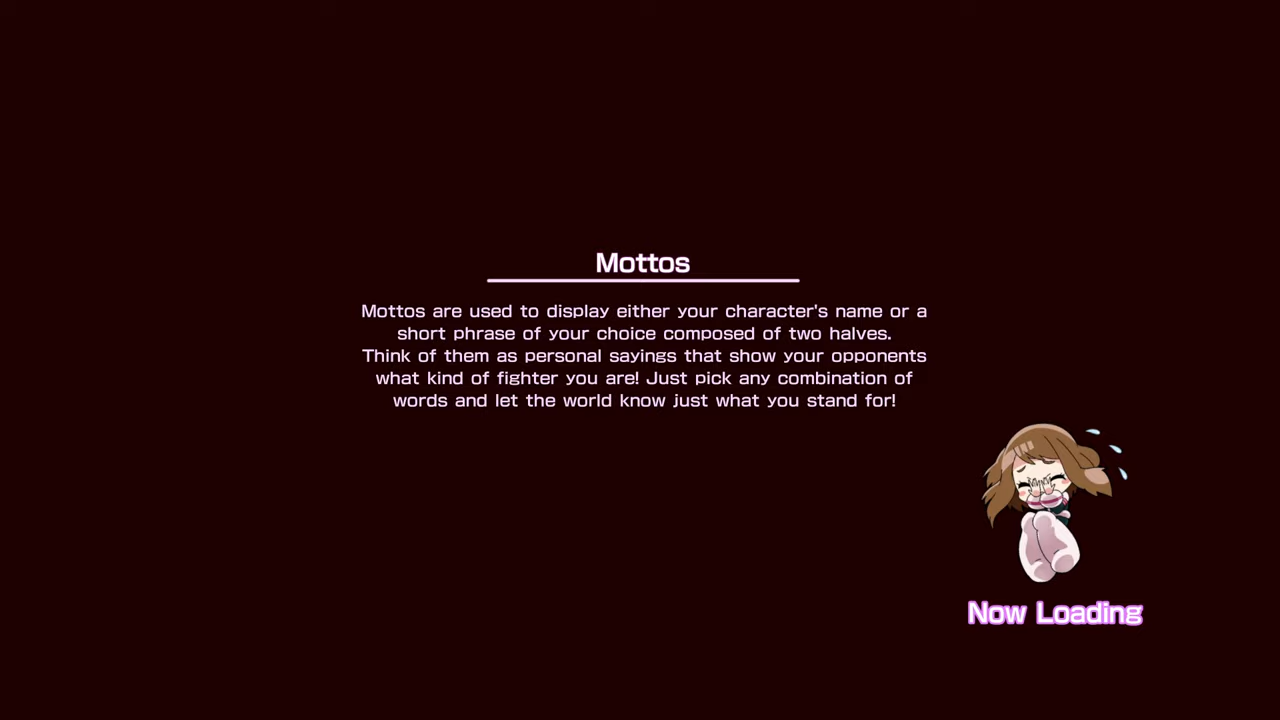 Mottos
Mottos are used to display either your character's name or a
short phrase of your choice composed of two halves.
Think of them as personal sayings that show your opponents
what kind of fighter you are! Just pick any combination of
words and let the world know just what you stand for!
Now Loading